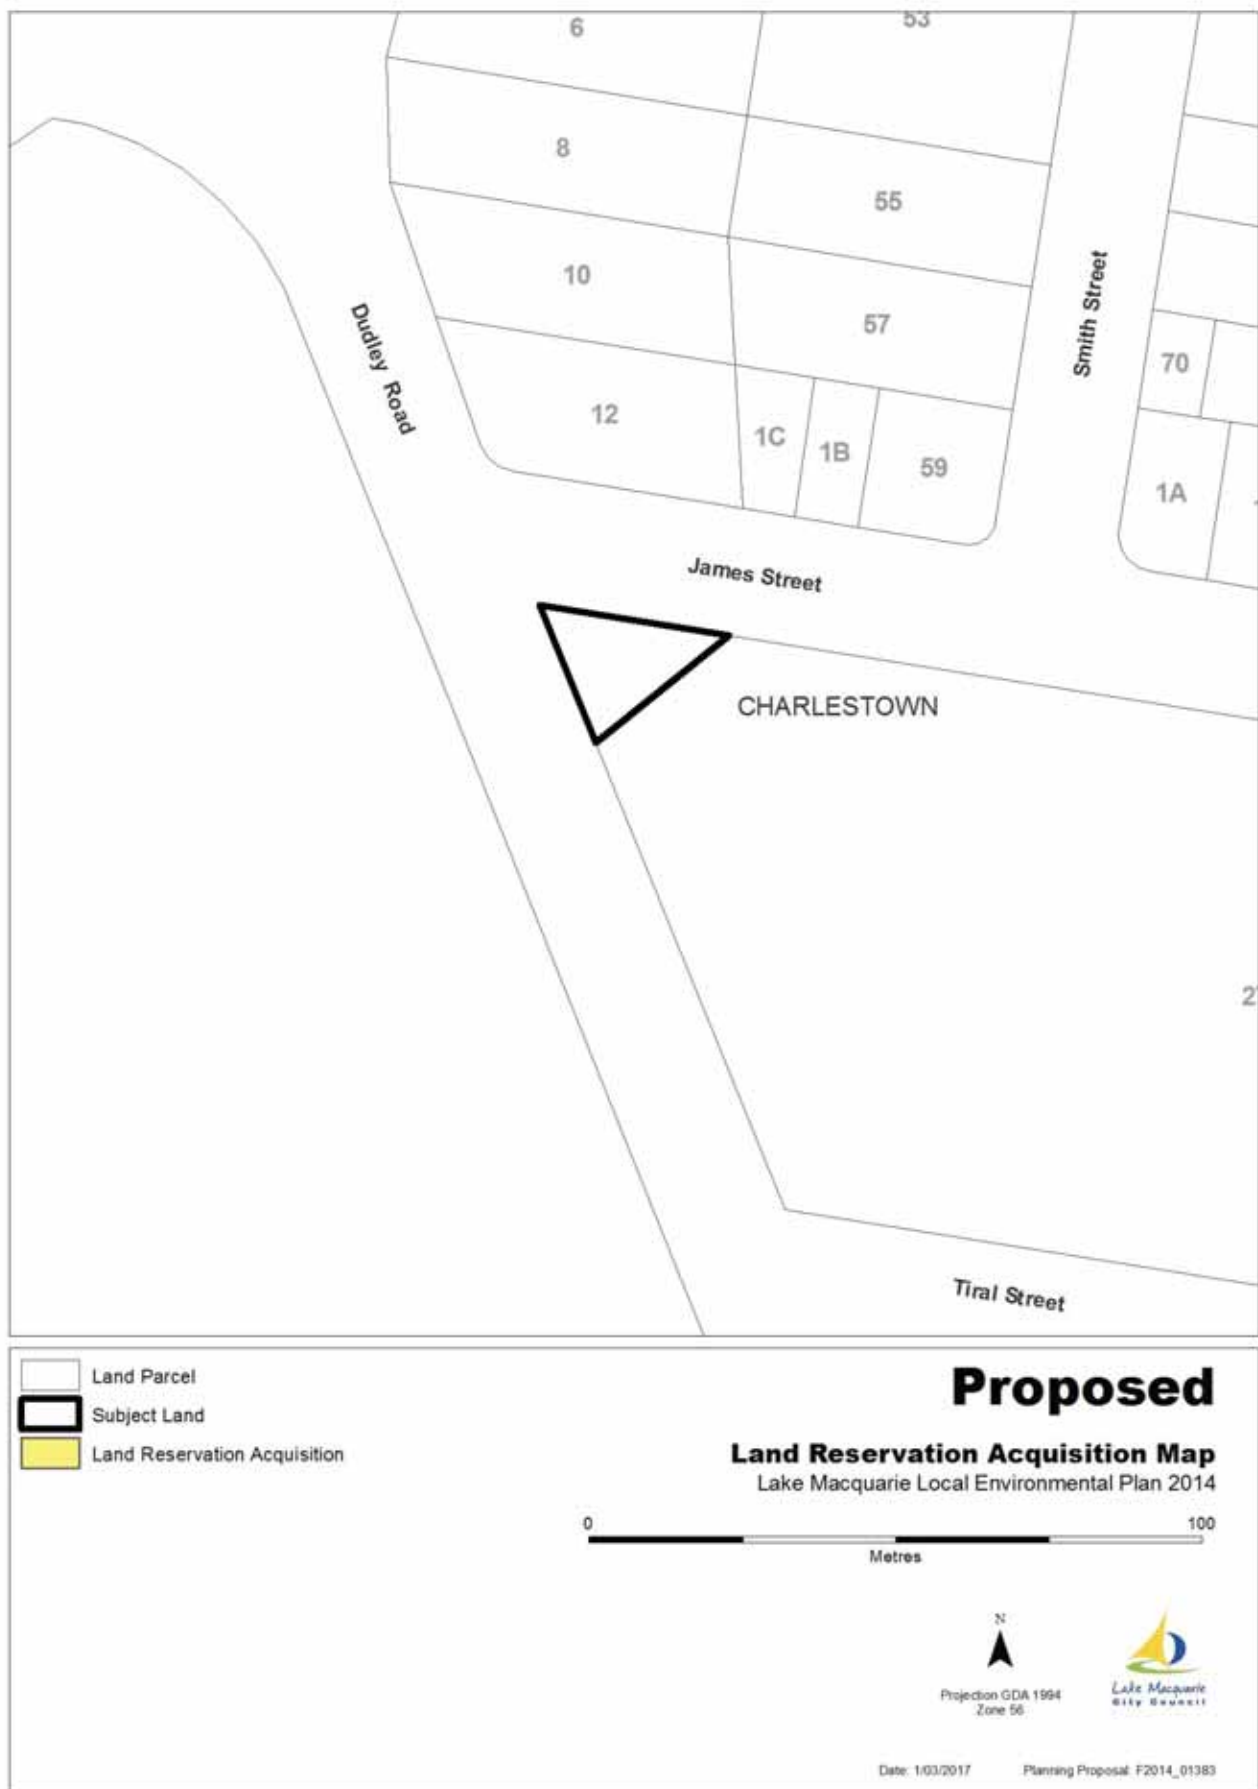 6
53
8
55
10
57
Dudley Road
Smith Street
70
12
1C
1B
59
1A
James Street
CHARLESTOWN
Tiral Street
Land Parcel
Subject Land
Land Reservation Acquisition
Proposed
Land Reservation Acquisition Map
Lake Macquarie Local Environmental Plan 2014
0 100
Metres
N
Projection GDA 1994
Zone 56
Lake Macquarie
City Council
Date: 1/03/2017 Planning Proposal: F2014_01383